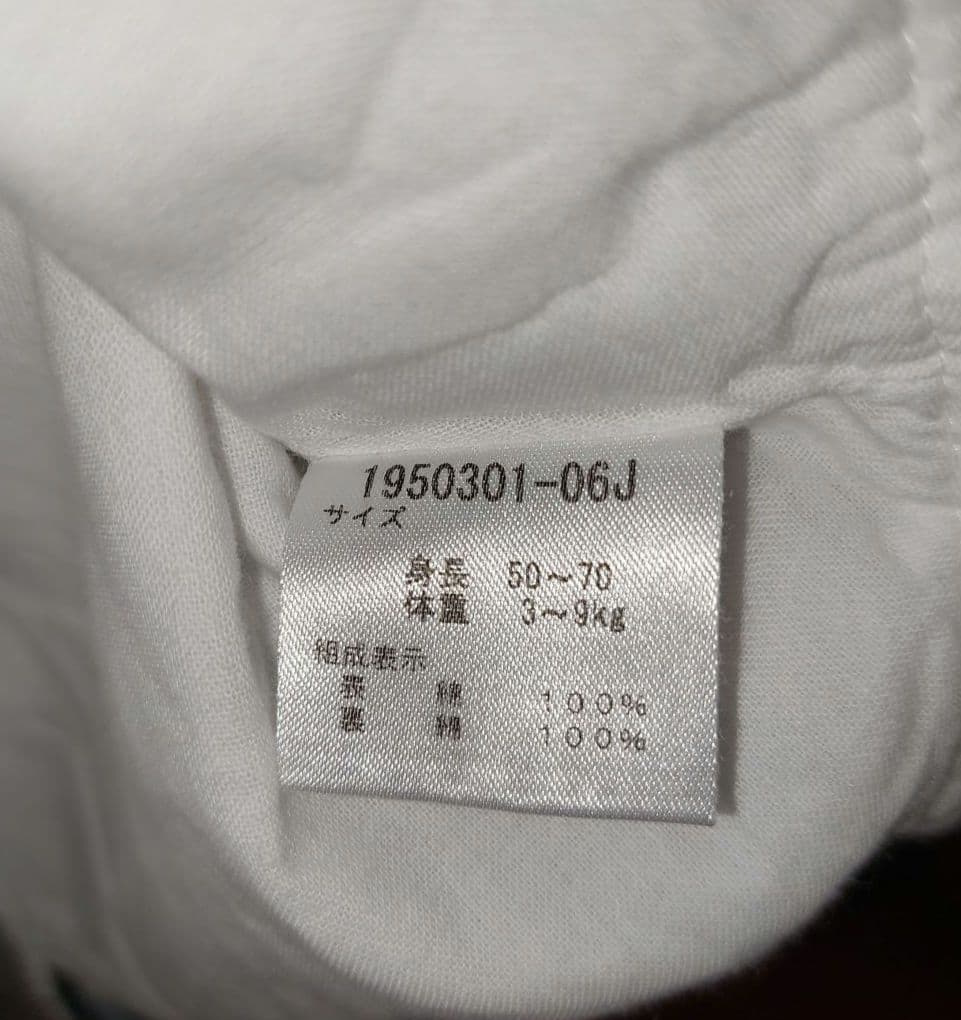 1950301-06J
サイズ
身長 50～70
体重 3～9kg
組成表示
表 綿 100%
裏 綿 100%